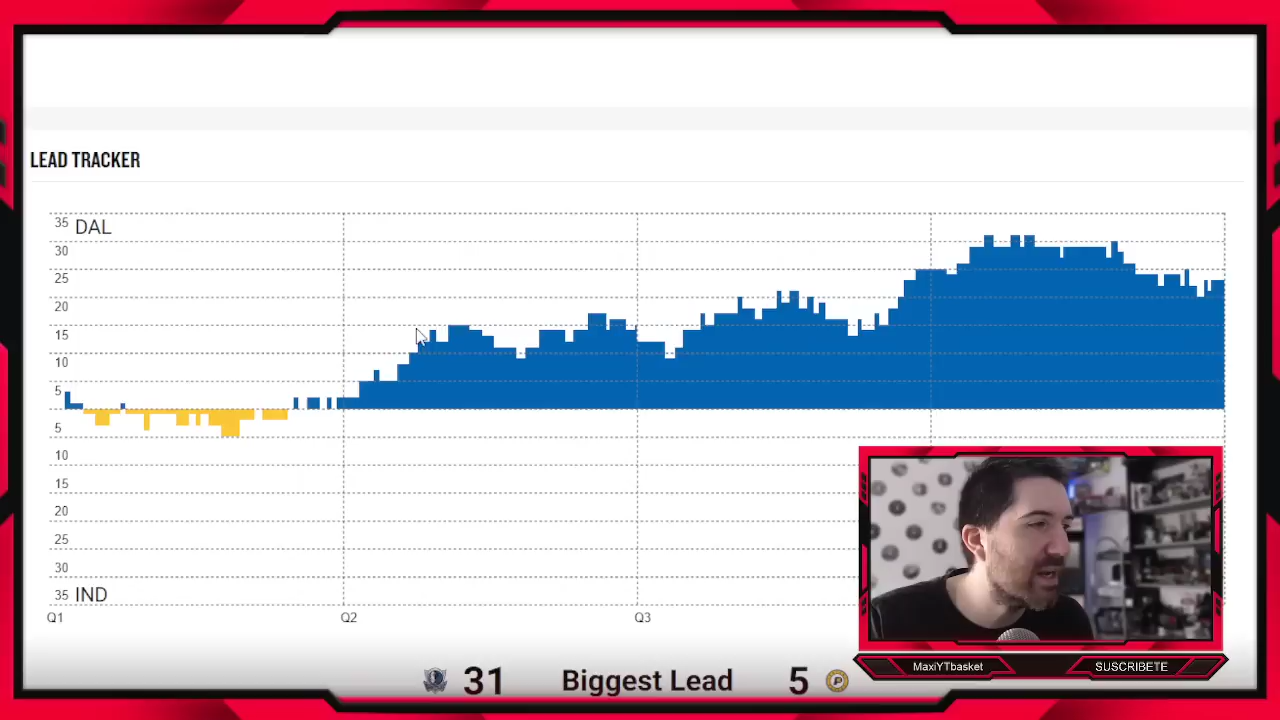 LEAD TRACKER
35 DAL
30
25
20
15
10
5
5
10
15
20
25
30
35 IND
Q1 Q2 Q3
31 Biggest Lead 5 P
MaxiYTbasket SUSCRIBETE